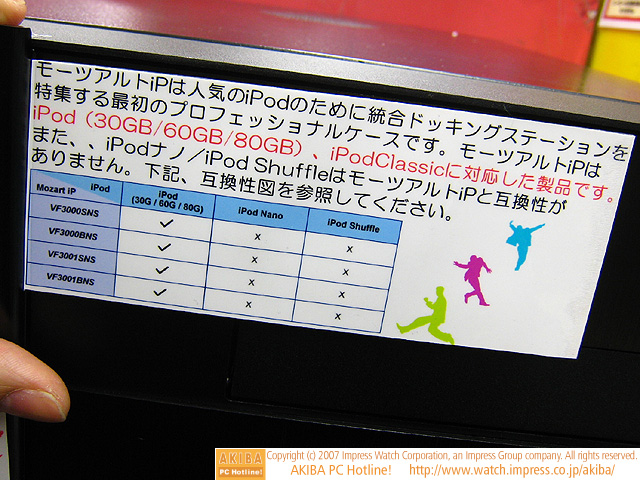 モーツアルトiPは人気のiPodのために統合ドッキングステーションを
特集する最初のプロフェッショナルケースです。モーツアルトiPは
iPod（30GB/60GB/80GB）、iPodClassicに対応した製品です。
また、、iPodナノ／iPod ShuffleはモーツアルトiPと互換性が
ありません。下記、互換性図を参照してください。
Mozart iP iPod iPod (30G / 60G / 80G) iPod Nano iPod Shuffle
VF3000SNS ✓ x x
VF3000BNS ✓ x x
VF3001SNS ✓ x x
VF3001BNS ✓ x x
AKIBA PC Hotline!
Copyright (c) 2007 Impress Watch Corporation, an Impress Group company. All rights reserved.
AKIBA PC Hotline! http://www.watch.impress.co.jp/akiba/